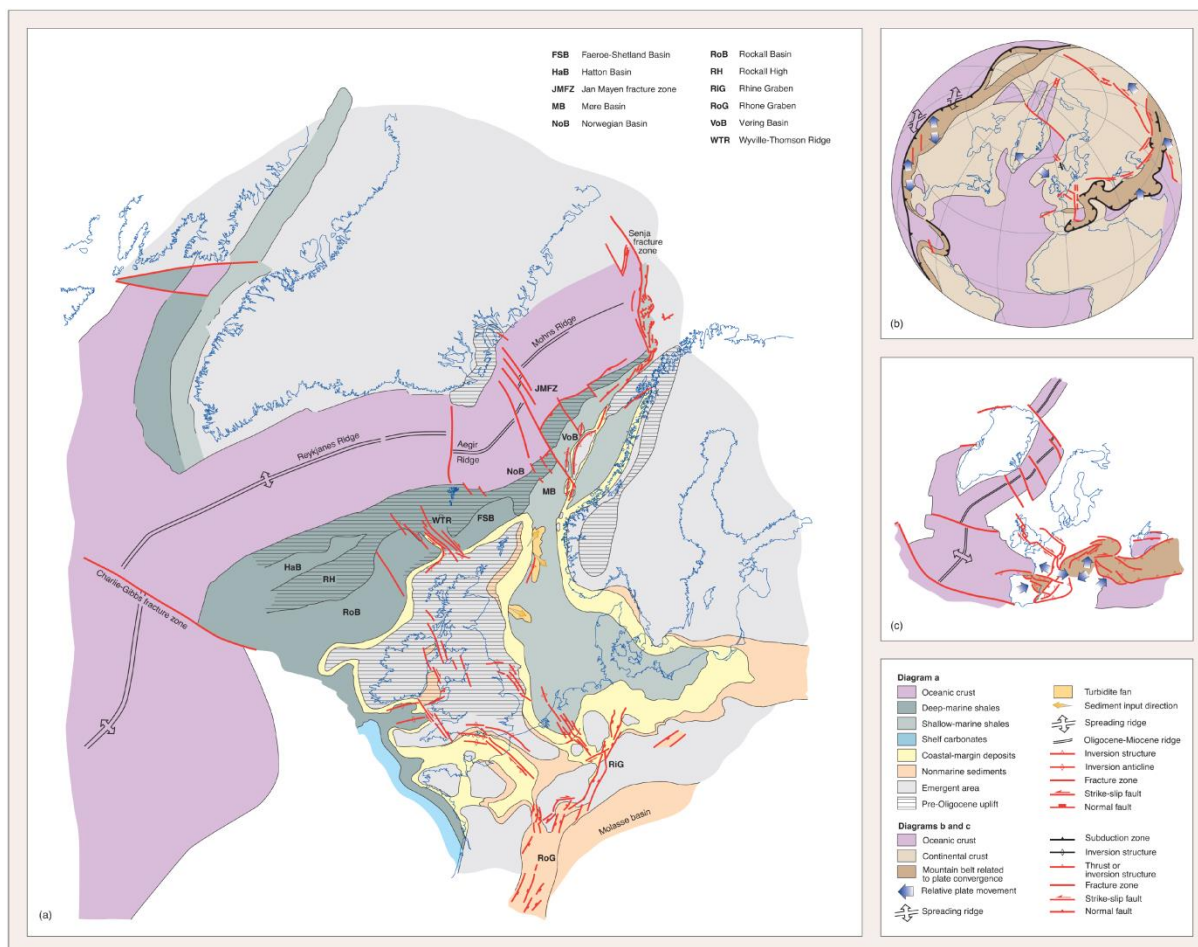 FSB Faeroe-Shetland Basin
HaB Hatton Basin
JMFZ Jan Mayen fracture zone
MB Møre Basin
NoB Norwegian Basin
RoB Rockall Basin
RH Rockall High
RiG Rhine Graben
RoG Rhone Graben
VoB Vøring Basin
WTR Wyville-Thomson Ridge
Senja
fracture
zone
Mohns Ridge
JMFZ
Reykjanes Ridge
Aegir
Ridge
VoB
NoB
MB
WTR
FSB
HaB
RH
RoB
Charlie-Gibbs fracture zone
RiG
Molasse basin
RoG
(a)
(b)
(c)
Diagram a
Oceanic crust
Deep-marine shales
Shallow-marine shales
Shelf carbonates
Coastal-margin deposits
Nonmarine sediments
Emergent area
Pre-Oligocene uplift
Turbidite fan
Sediment input direction
Spreading ridge
Oligocene-Miocene ridge
Inversion structure
Inversion anticline
Fracture zone
Strike-slip fault
Normal fault
Diagrams b and c
Oceanic crust
Continental crust
Mountain belt related
to plate convergence
Relative plate movement
Spreading ridge
Subduction zone
Inversion structure
Thrust or
inversion structure
Fracture zone
Strike-slip fault
Normal fault